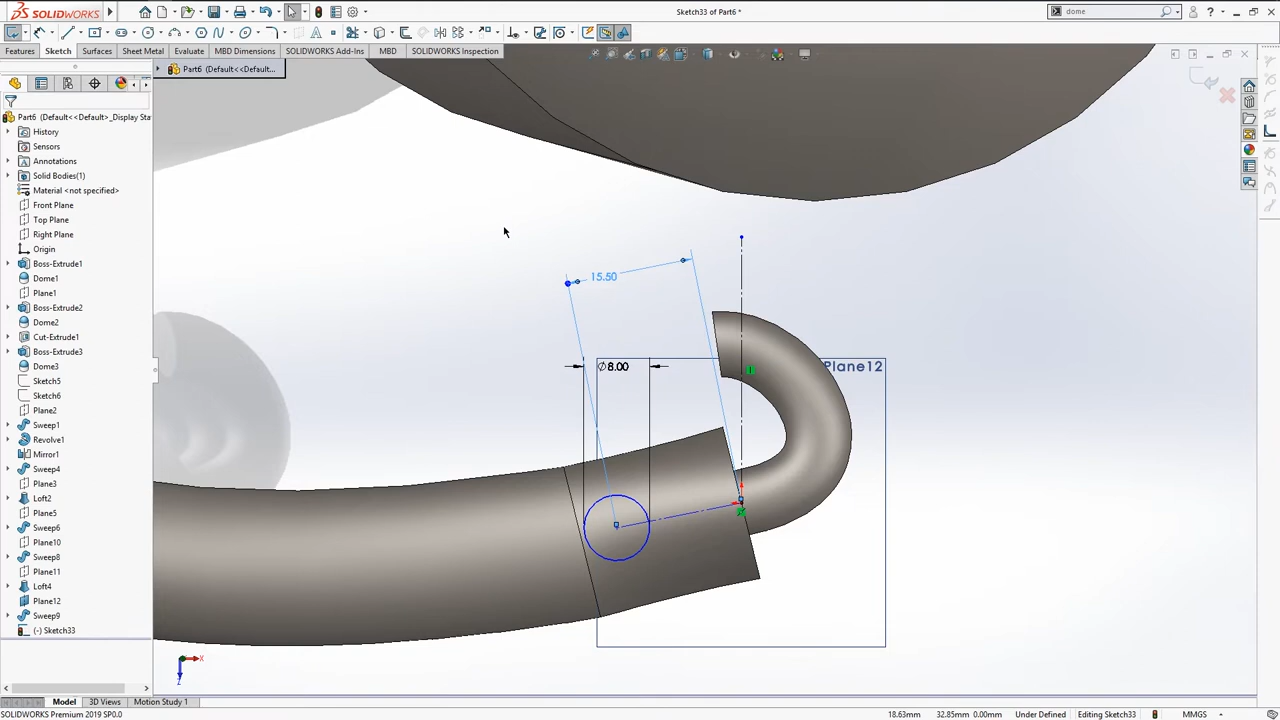 SOLIDWORKS
Sketch33 of Part6 *
dome
Features
Sketch
Surfaces
Sheet Metal
Evaluate
MBD Dimensions
SOLIDWORKS Add-Ins
MBD
SOLIDWORKS Inspection
Part6 (Default<<Default...
Part6 (Default<<Default>_Display Sta
History
Sensors
Annotations
Solid Bodies(1)
Material <not specified>
Front Plane
Top Plane
Right Plane
Origin
Boss-Extrude1
Dome1
Plane1
Boss-Extrude2
Dome2
Cut-Extrude1
Boss-Extrude3
Dome3
Sketch5
Sketch6
Plane2
Sweep1
Revolve1
Mirror1
Sweep4
Plane3
Loft2
Plane5
Sweep6
Plane10
Sweep8
Plane11
Loft4
Plane12
Sweep9
(-) Sketch33
15.50
Ø8.00
Plane12
X
Z
Model
3D Views
Motion Study 1
SOLIDWORKS Premium 2019 SP0.0
18.63mm
32.85mm 0.00mm
Under Defined
Editing Sketch33
MMGS